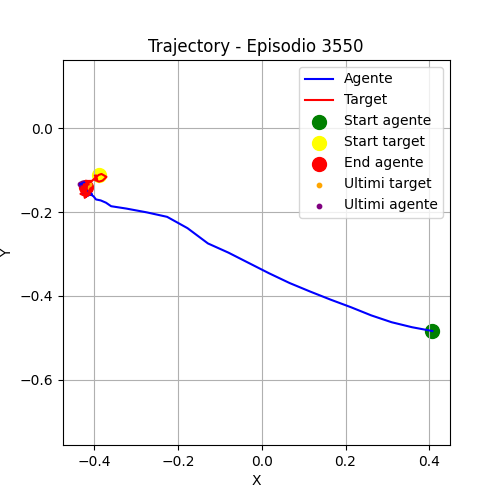 Trajectory - Episodio 3550
Agente
Target
Start agente
Start target
End agente
Ultimi target
Ultimi agente
0.0
−0.2
−0.4
−0.6
Y
−0.4
−0.2
0.0
0.2
0.4
X